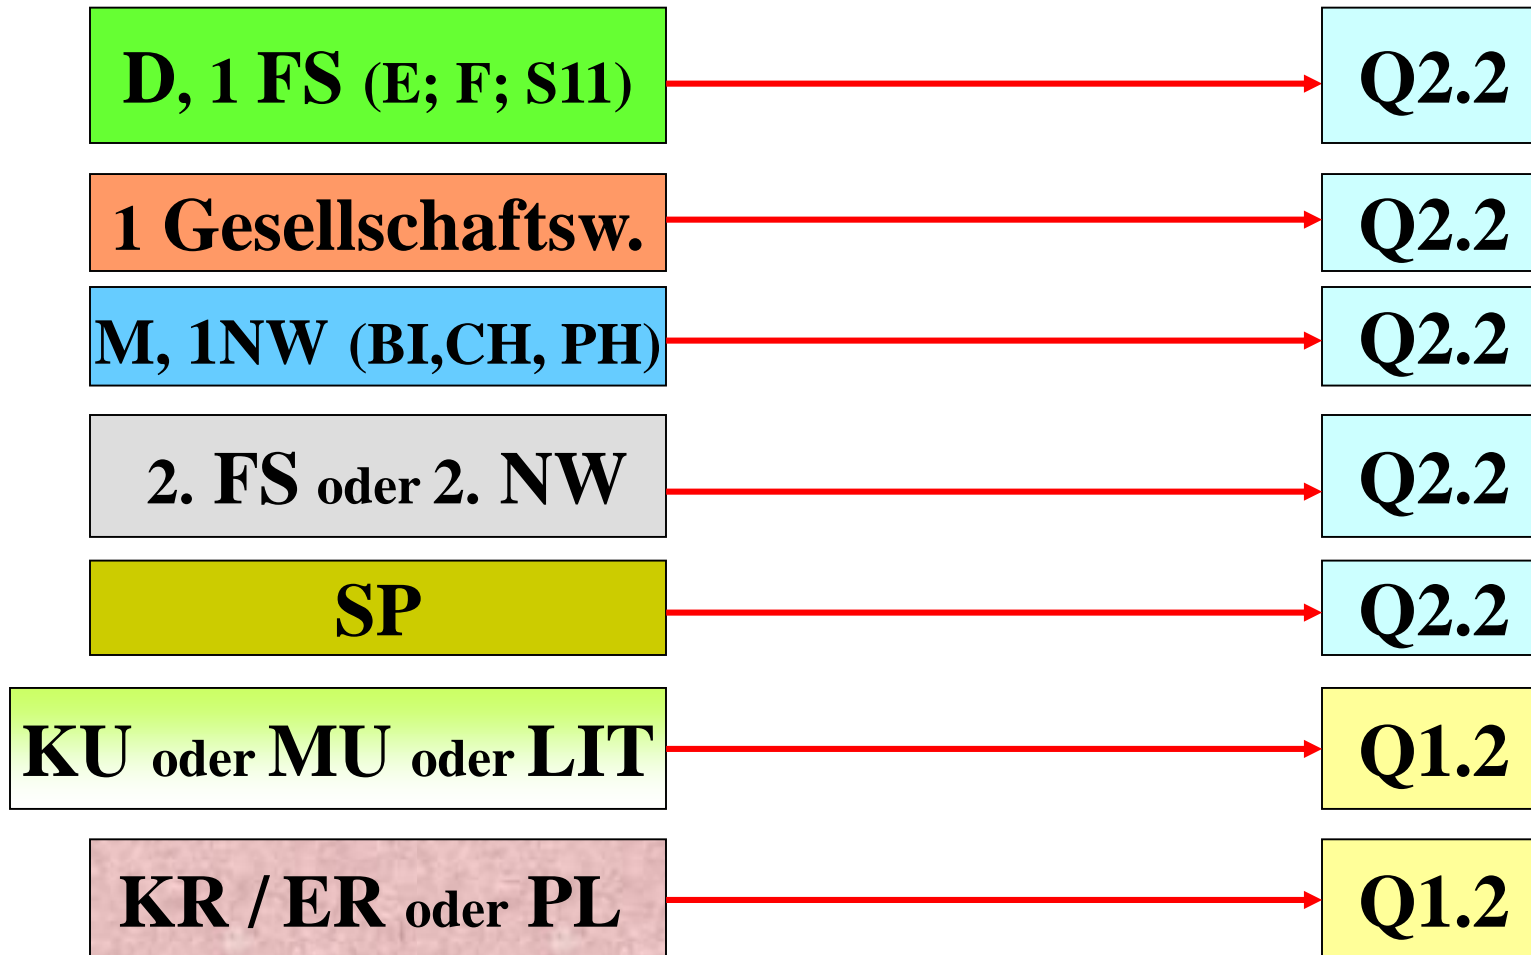 D, 1 FS (E; F; S11) Q2.2
1 Gesellschaftsw. Q2.2
M, 1NW (BI,CH, PH) Q2.2
2. FS oder 2. NW Q2.2
SP Q2.2
KU oder MU oder LIT Q1.2
KR / ER oder PL Q1.2